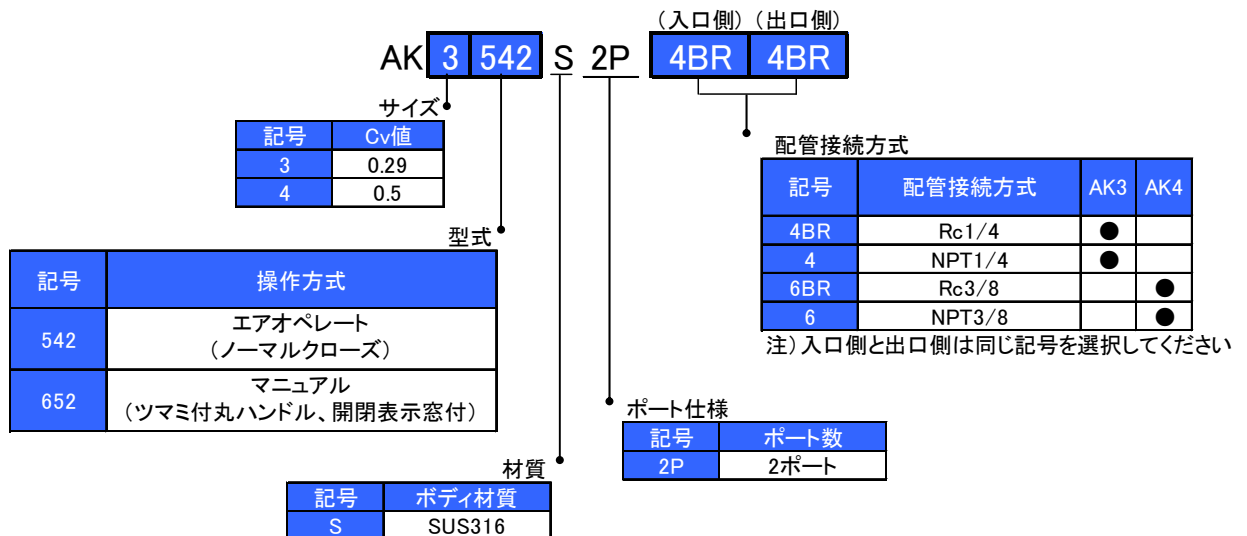 （入口側）（出口側）
AK 3 542 S 2P 4BR 4BR
サイズ
記号 Cv値
3 0.29
4 0.5
配管接続方式
記号 配管接続方式 AK3 AK4
4BR Rc1/4 ●
4 NPT1/4 ●
6BR Rc3/8 ●
6 NPT3/8 ●
注）入口側と出口側は同じ記号を選択してください
型式
記号 操作方式
542 エアオペレート
（ノーマルクローズ）
652 マニュアル
（ツマミ付丸ハンドル、開閉表示窓付）
ポート仕様
記号 ポート数
2P 2ポート
材質
記号 ボディ材質
S SUS316